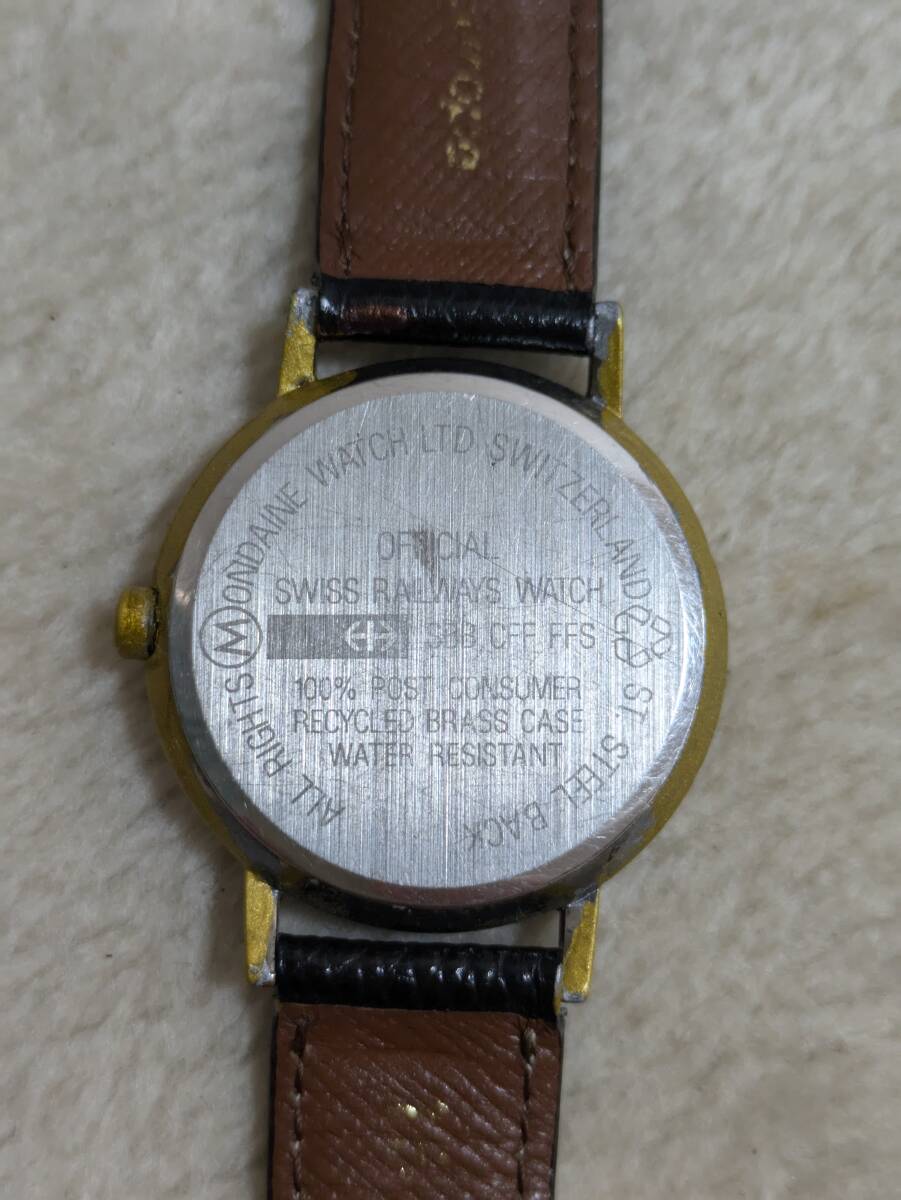 MONDAINE WATCH LTD SWITZERLAND
ST. STEEL BACK
ALL RIGHTS
OFFICIAL
SWISS RAILWAYS WATCH
SBB CFF FFS
100% POST CONSUMER
RECYCLED BRASS CASE
WATER RESISTANT